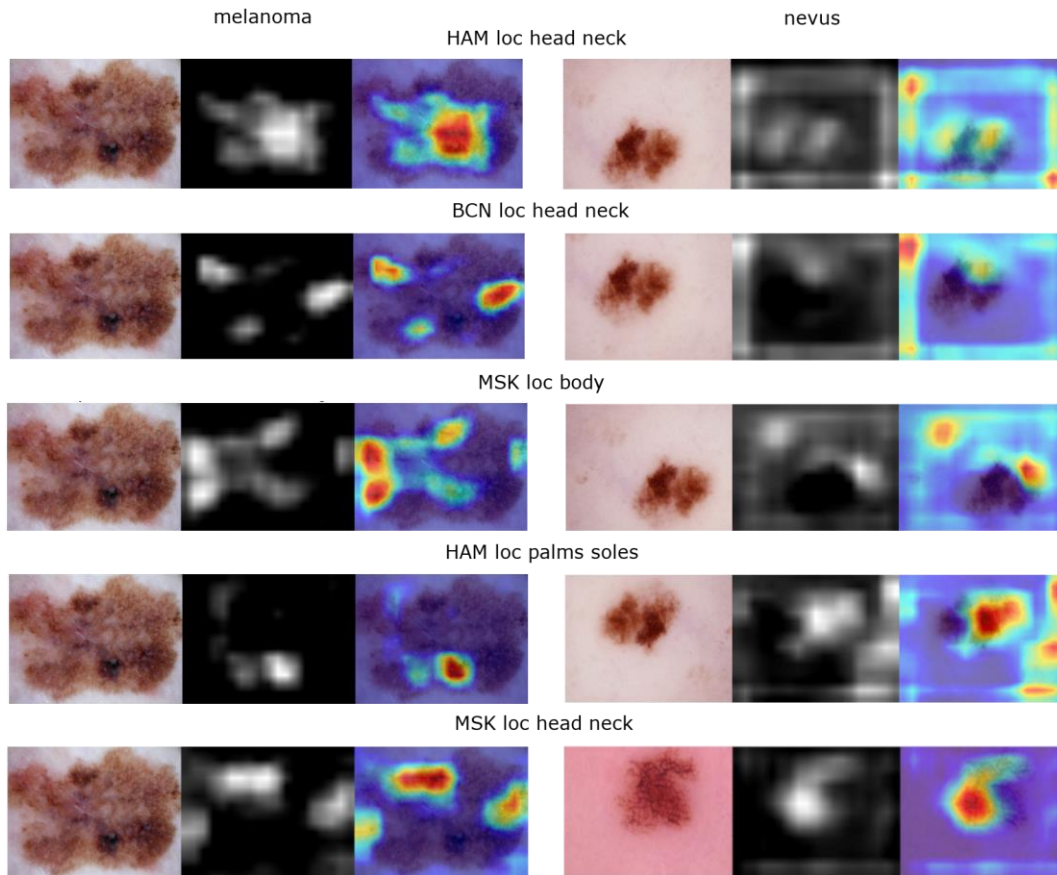 melanoma
nevus
HAM loc head neck
BCN loc head neck
MSK loc body
HAM loc palms soles
MSK loc head neck